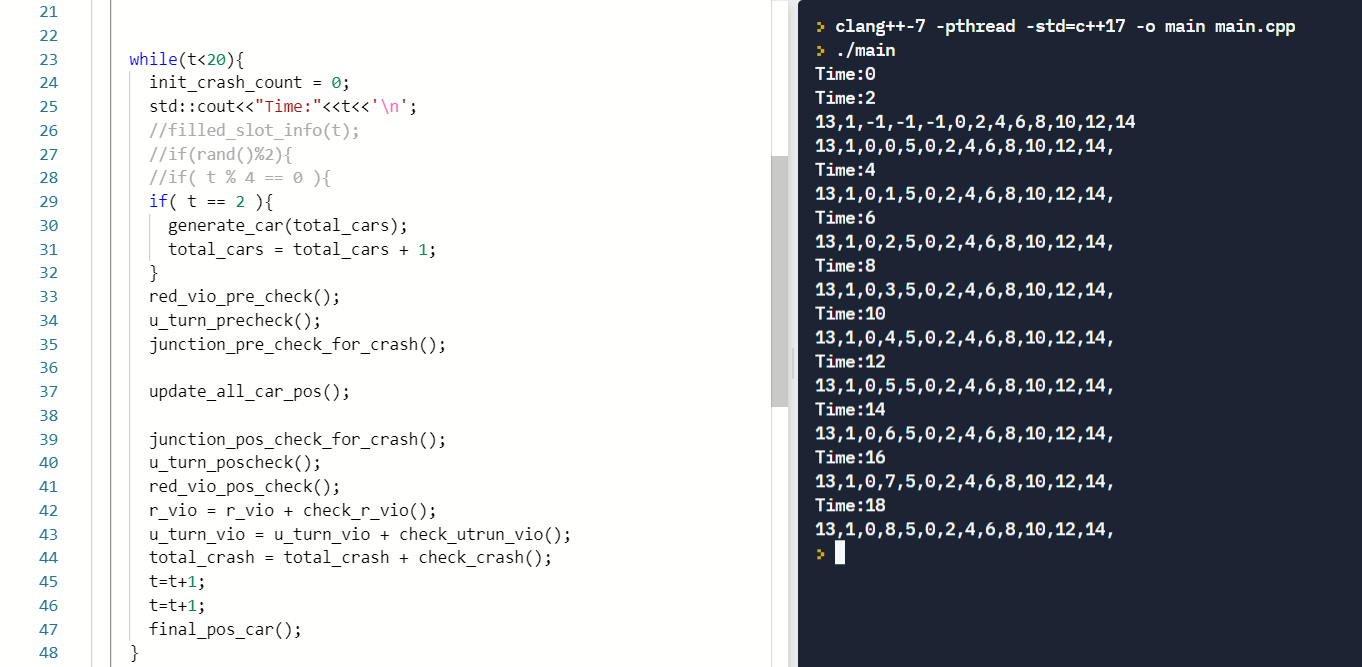 21
22
23 while(t<20){
24 init_crash_count = 0;
25 std::cout<<"Time:"<<t<<'\n';
26 //filled_slot_info(t);
27 //if(rand()%2){
28 //if( t % 4 == 0 ){
29 if( t == 2 ){
30 generate_car(total_cars);
31 total_cars = total_cars + 1;
32 }
33 red_vio_pre_check();
34 u_turn_precheck();
35 junction_pre_check_for_crash();
36
37 update_all_car_pos();
38
39 junction_pos_check_for_crash();
40 u_turn_poscheck();
41 red_vio_pos_check();
42 r_vio = r_vio + check_r_vio();
43 u_turn_vio = u_turn_vio + check_utrun_vio();
44 total_crash = total_crash + check_crash();
45 t=t+1;
46 t=t+1;
47 final_pos_car();
48 }
> clang++-7 -pthread -std=c++17 -o main main.cpp
> ./main
Time:0
Time:2
13,1,-1,-1,-1,0,2,4,6,8,10,12,14
13,1,0,0,5,0,2,4,6,8,10,12,14,
Time:4
13,1,0,1,5,0,2,4,6,8,10,12,14,
Time:6
13,1,0,2,5,0,2,4,6,8,10,12,14,
Time:8
13,1,0,3,5,0,2,4,6,8,10,12,14,
Time:10
13,1,0,4,5,0,2,4,6,8,10,12,14,
Time:12
13,1,0,5,5,0,2,4,6,8,10,12,14,
Time:14
13,1,0,6,5,0,2,4,6,8,10,12,14,
Time:16
13,1,0,7,5,0,2,4,6,8,10,12,14,
Time:18
13,1,0,8,5,0,2,4,6,8,10,12,14,
>